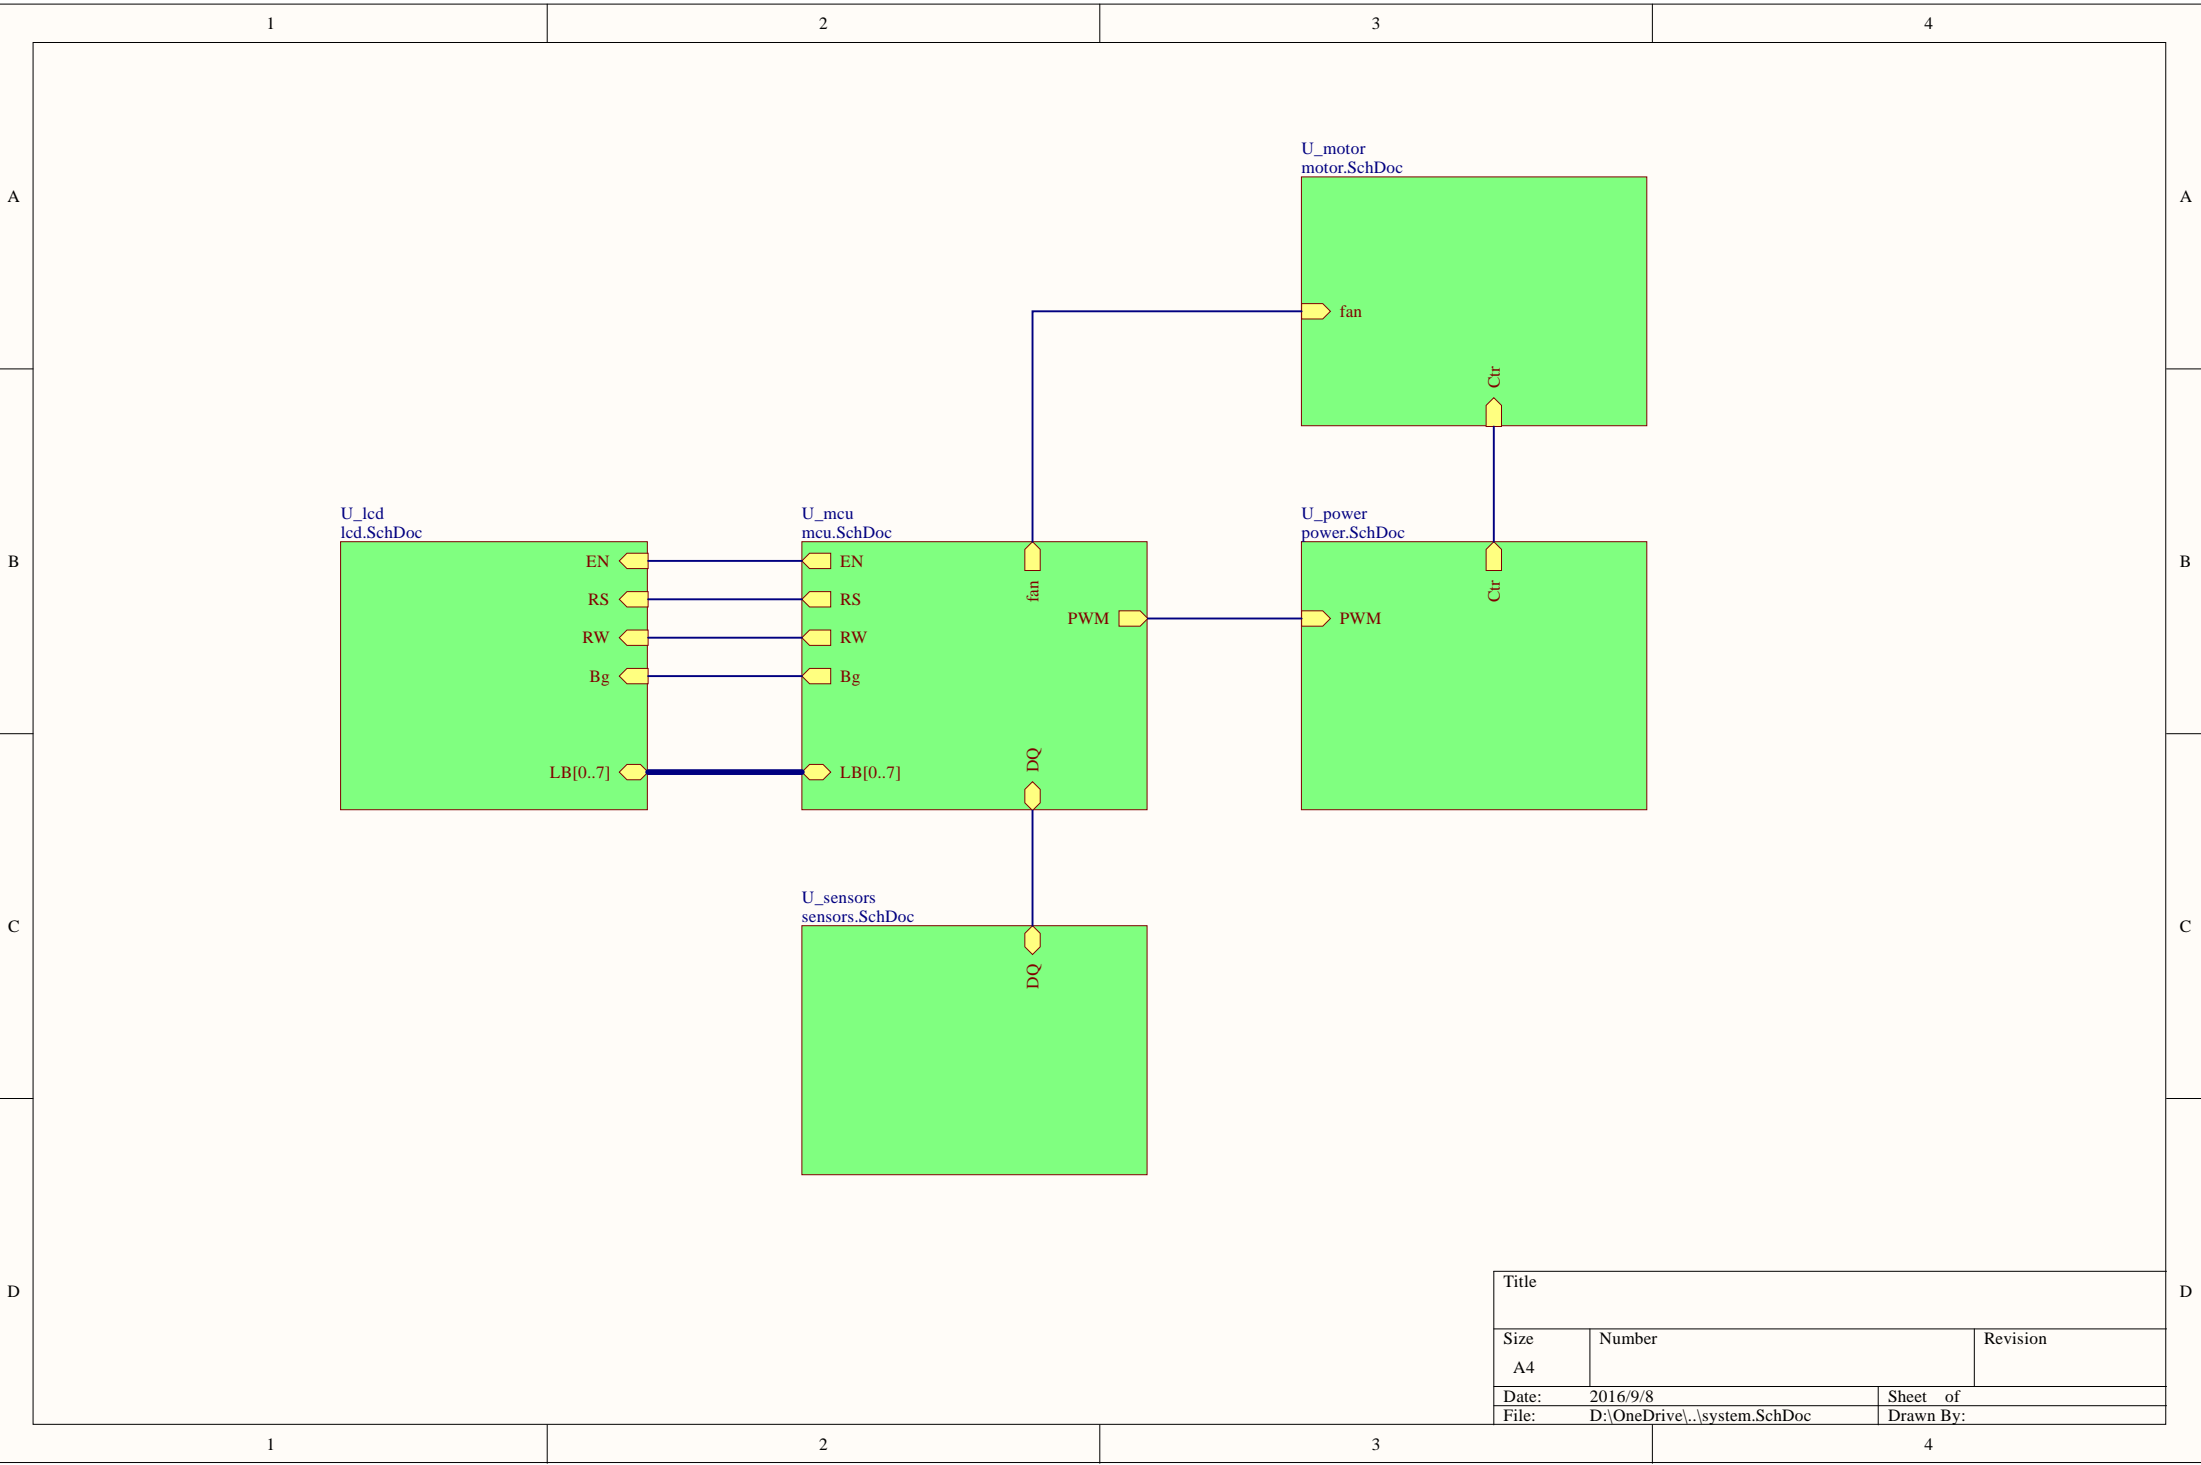 1 2 3 4
U_motor
motor.SchDoc
A A
fan
Ctr
U_lcd U_mcu U_power
lcd.SchDoc mcu.SchDoc power.SchDoc
B B
EN EN
fan
Ctr
RS RS
PWM PWM
RW RW
Bg Bg
DQ
LB[0..7] LB[0..7]
U_sensors
sensors.SchDoc
C C
DQ
Title
D D
Size Number Revision
A4
Date: 2016/9/8 Sheet of
File: D:\OneDrive\..\system.SchDoc Drawn By:
1 2 3 4